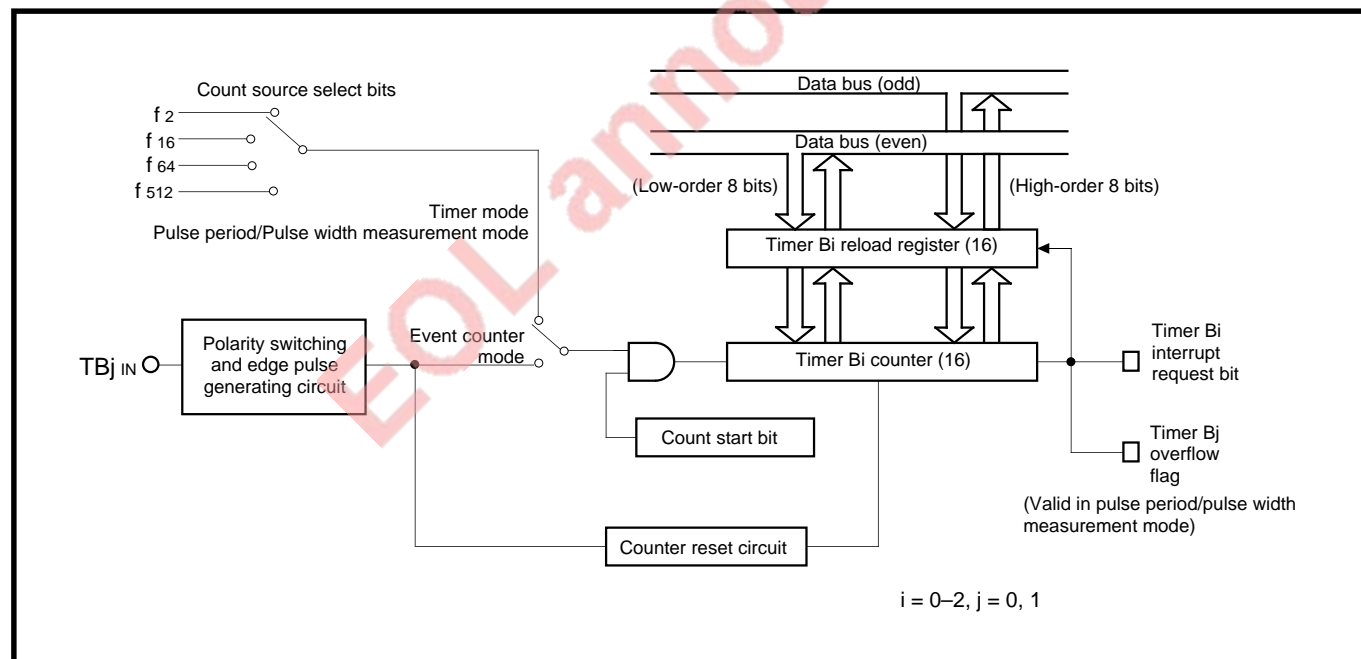 Count source select bits
f 2
f 16
f 64
f 512
Timer mode
Pulse period/Pulse width measurement mode
Data bus (odd)
Data bus (even)
(Low-order 8 bits)
(High-order 8 bits)
Timer Bi reload register (16)
TBj IN
Polarity switching
and edge pulse
generating circuit
Event counter
mode
Timer Bi counter (16)
Count start bit
Counter reset circuit
Timer Bi
interrupt
request bit
Timer Bj
overflow
flag
(Valid in pulse period/pulse width
measurement mode)
i = 0–2, j = 0, 1
EOL